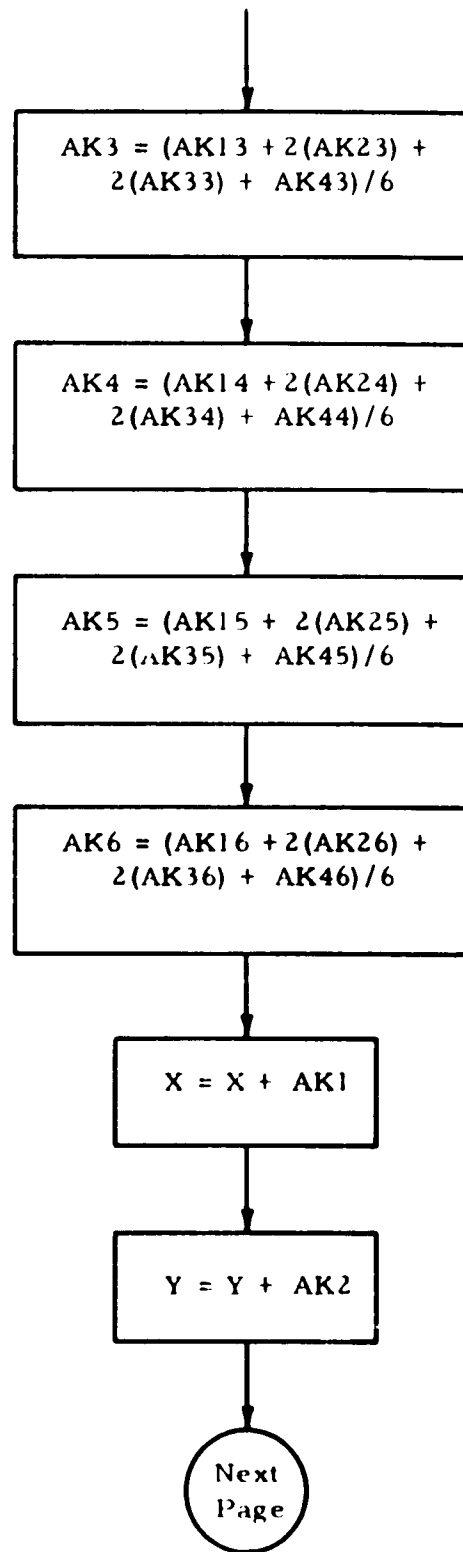 AK3 = (AK13 + 2(AK23) +
2(AK33) + AK43)/6
AK4 = (AK14 + 2(AK24) +
2(AK34) + AK44)/6
AK5 = (AK15 + 2(AK25) +
2(AK35) + AK45)/6
AK6 = (AK16 + 2(AK26) +
2(AK36) + AK46)/6
X = X + AK1
Y = Y + AK2
Next
Page